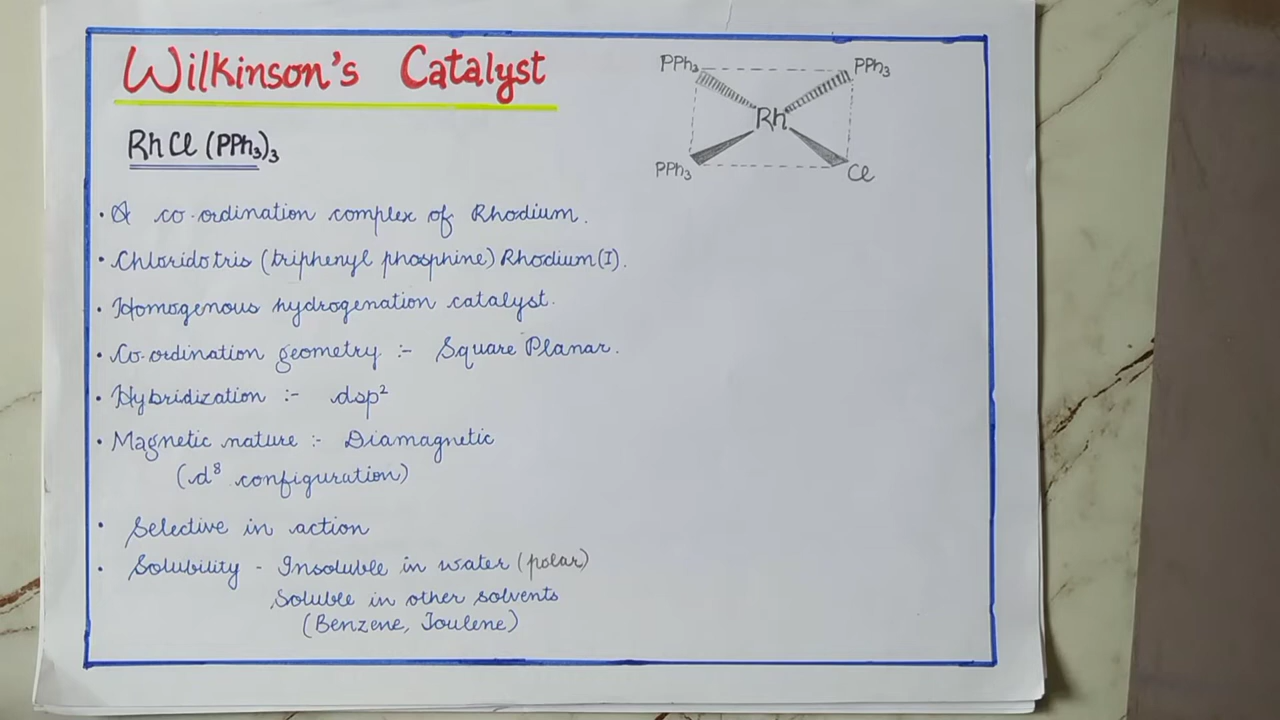 Wilkinson's Catalyst
RhCl (PPh₃)₃
PPh₃ PPh₃
Rh
PPh₃ Cl
• A co-ordination complex of Rhodium.
• Chlorido tris (triphenyl phosphine) Rhodium(I).
• Homogenous hydrogenation catalyst.
• Co-ordination geometry :- Square Planar.
• Hybridization :- dsp²
• Magnetic nature :- Diamagnetic
(d⁸ configuration)
• Selective in action
• Solubility - Insoluble in water (polar)
Soluble in other solvents
(Benzene, Toulene)